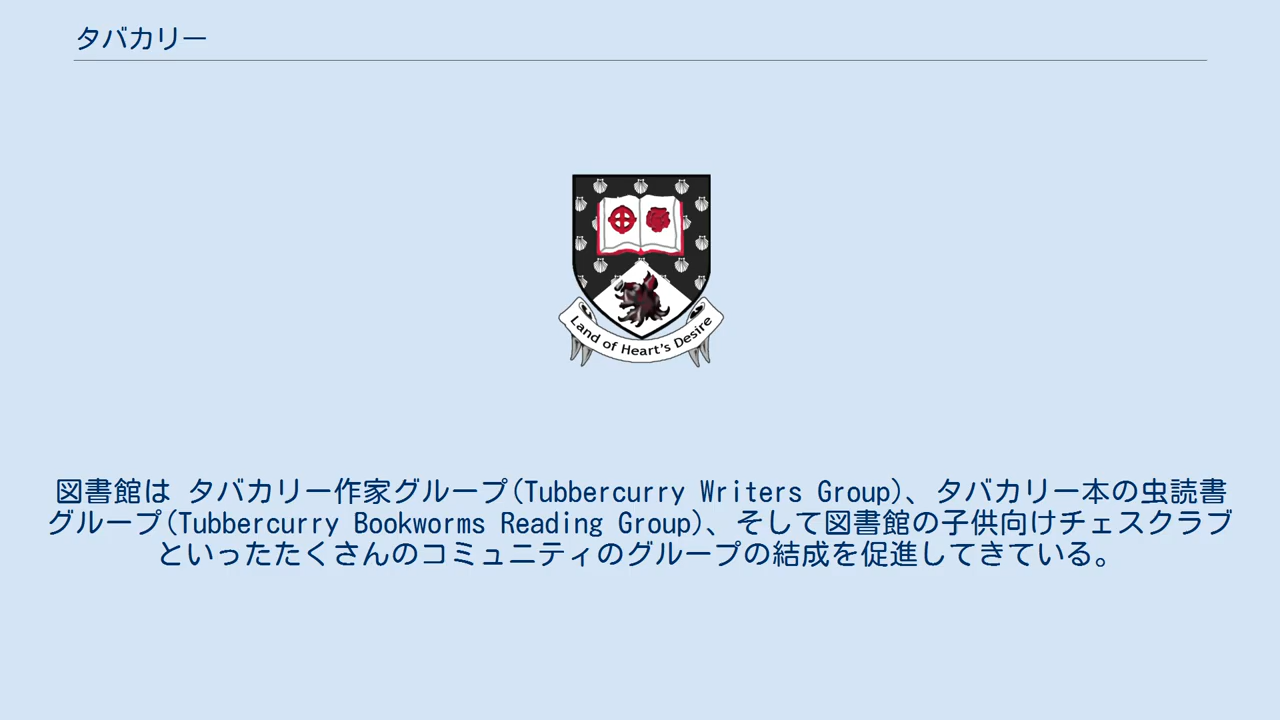 タバカリー
Land of Heart's Desire
図書館は タバカリー作家グループ(Tubbercurry Writers Group)、タバカリー本の虫読書
グループ(Tubbercurry Bookworms Reading Group)、そして図書館の子供向けチェスクラブ
といったたくさんのコミュニティのグループの結成を促進してきている。